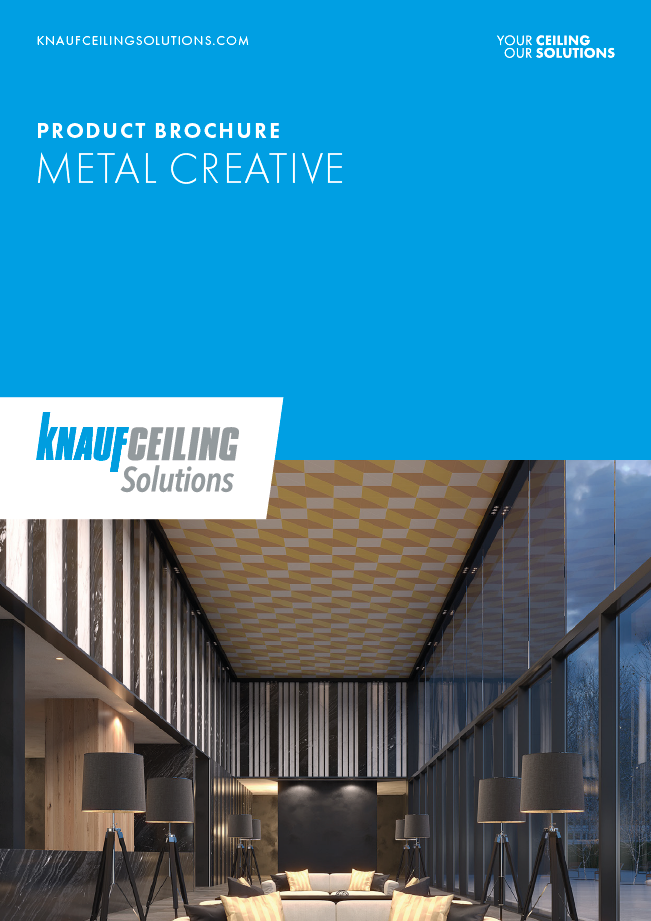 KNAUFCEILINGSOLUTIONS.COM
YOUR CEILING
OUR SOLUTIONS
PRODUCT BROCHURE
METAL CREATIVE
KNAUFCEILING
Solutions